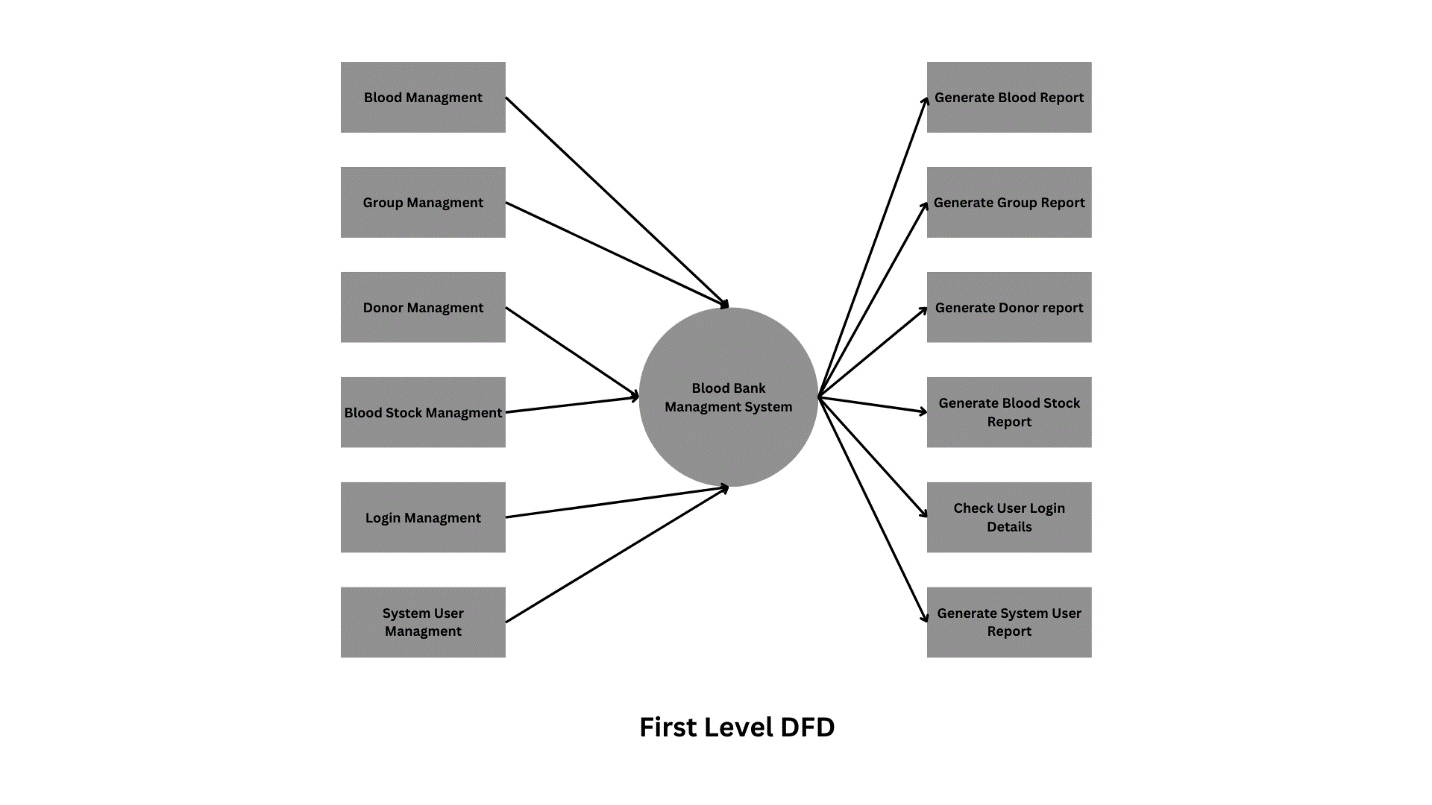 Blood Managment
Group Managment
Donor Managment
Blood Stock Managment
Login Managment
System User
Managment
Blood Bank
Managment System
Generate Blood Report
Generate Group Report
Generate Donor report
Generate Blood Stock
Report
Check User Login
Details
Generate System User
Report
First Level DFD